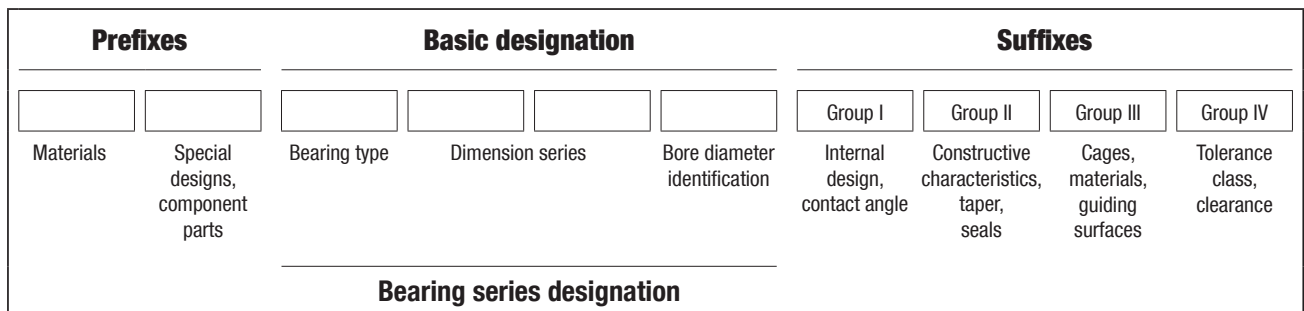 Prefixes
Basic designation
Suffixes
Group I
Group II
Group III
Group IV
Materials
Special
designs,
component
parts
Bearing type
Dimension series
Bore diameter
identification
Internal
design,
contact angle
Constructive
characteristics,
taper,
seals
Cages,
materials,
guiding
surfaces
Tolerance
class,
clearance
Bearing series designation